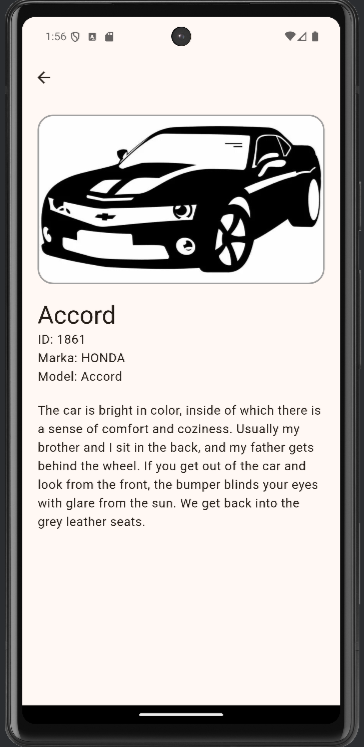 1:56
Accord
ID: 1861
Marka: HONDA
Model: Accord
The car is bright in color, inside of which there is
a sense of comfort and coziness. Usually my
brother and I sit in the back, and my father gets
behind the wheel. If you get out of the car and
look from the front, the bumper blinds your eyes
with glare from the sun. We get back into the
grey leather seats.